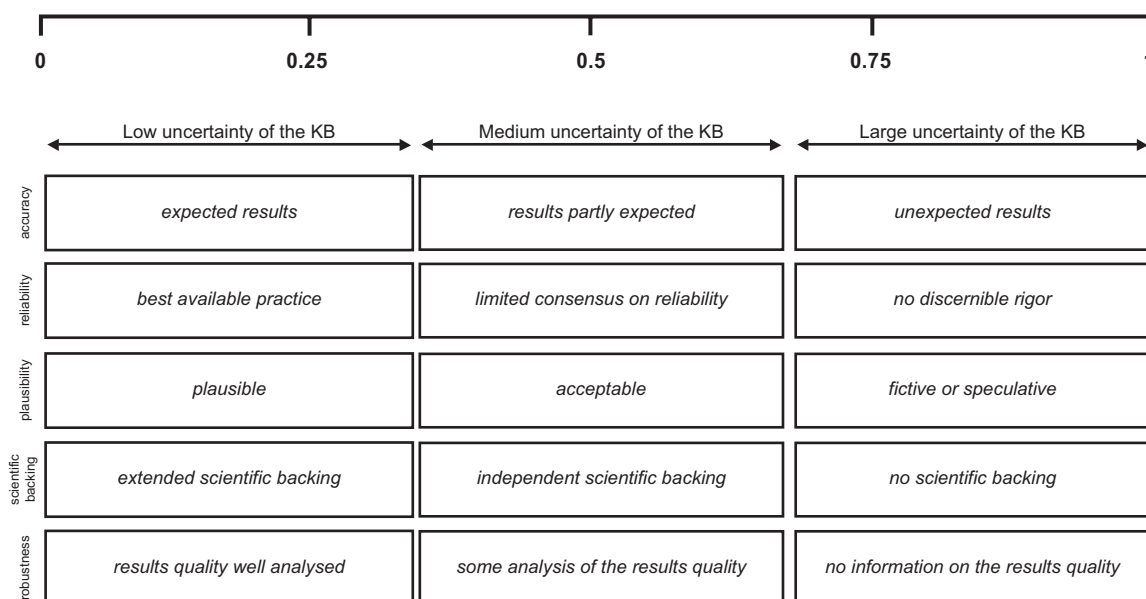 0 0.25 0.5 0.75
Low uncertainty of the KB Medium uncertainty of the KB Large uncertainty of the KB
accuracy expected results results partly expected unexpected results
reliability best available practice limited consensus on reliability no discernible rigor
plausibility plausible acceptable fictive or speculative
scientific
backing extended scientific backing independent scientific backing no scientific backing
robustness results quality well analysed some analysis of the results quality no information on the results quality